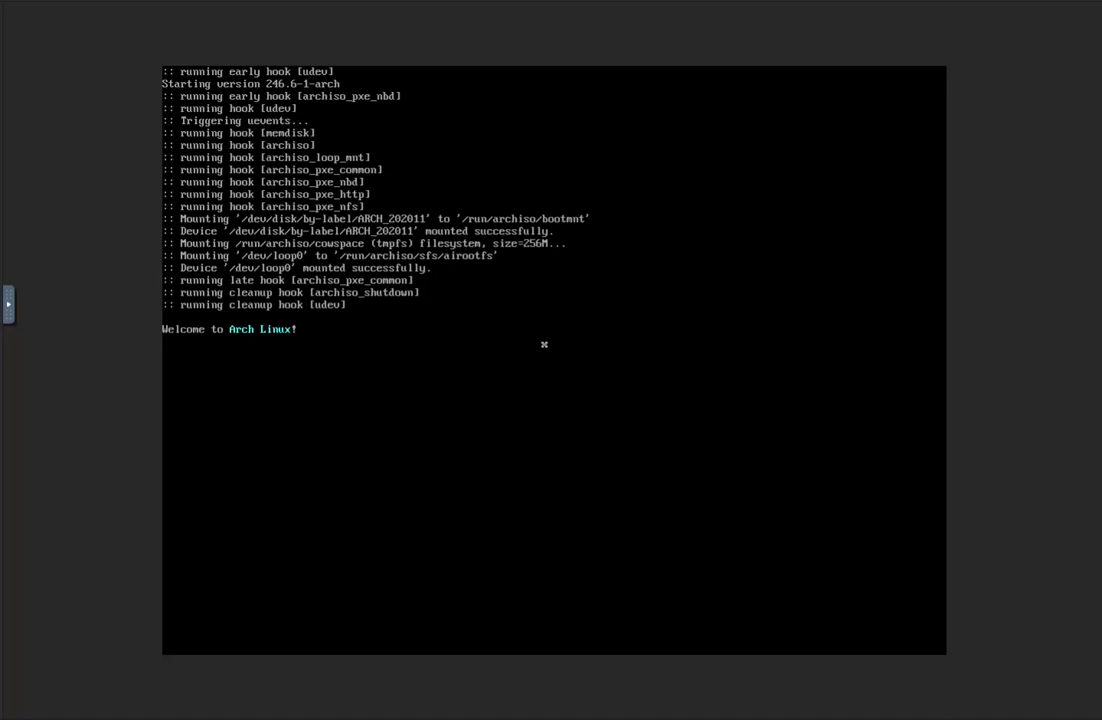 :: running early hook [udev]
Starting version 246.6-1-arch
:: running early hook [archiso_pxe_nbd]
:: running hook [udev]
:: Triggering uevents...
:: running hook [memdisk]
:: running hook [archiso]
:: running hook [archiso_loop_mnt]
:: running hook [archiso_pxe_common]
:: running hook [archiso_pxe_nbd]
:: running hook [archiso_pxe_http]
:: running hook [archiso_pxe_nfs]
:: Mounting '/dev/disk/by-label/ARCH_202011' to '/run/archiso/bootmnt'
:: Device '/dev/disk/by-label/ARCH_202011' mounted successfully.
:: Mounting /run/archiso/cowspace (tmpfs) filesystem, size=256M...
:: Mounting '/dev/loop0' to '/run/archiso/sfs/airootfs'
:: Device '/dev/loop0' mounted successfully.
:: running late hook [archiso_pxe_common]
:: running cleanup hook [archiso_shutdown]
:: running cleanup hook [udev]
Welcome to Arch Linux!